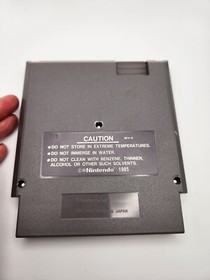 CAUTION
●DO NOT STORE IN EXTREME TEMPERATURES.
●DO NOT IMMERSE IN WATER.
●DO NOT CLEAN WITH BENZENE, THINNER,
ALCOHOL OR OTHER SUCH SOLVENTS.
©Nintendo 1985
JAPAN